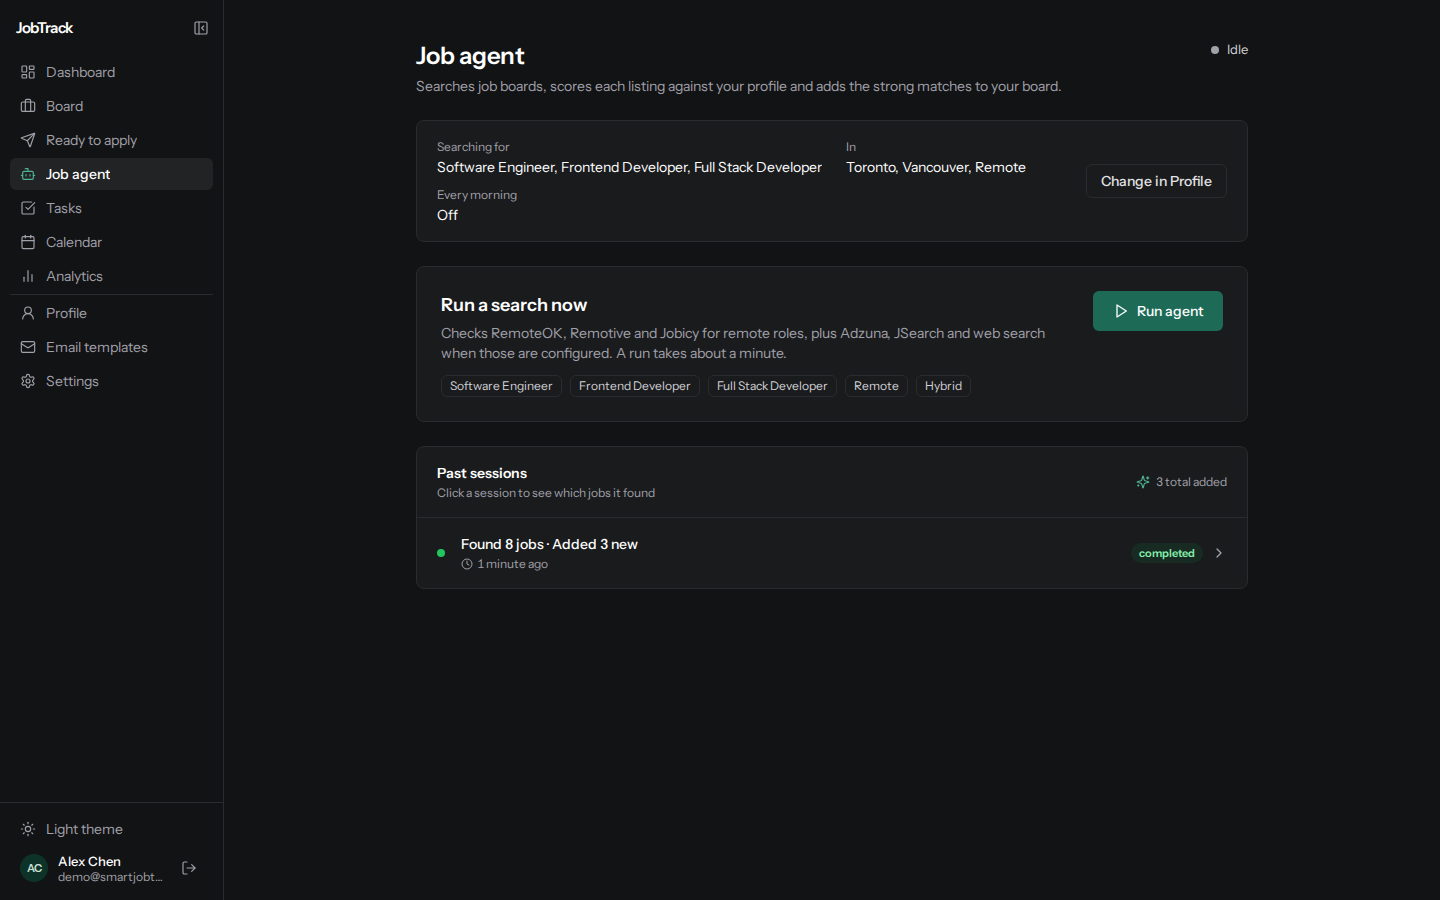 JobTrack
Dashboard
Board
Ready to apply
Job agent
Tasks
Calendar
Analytics
Profile
Email templates
Settings
Light theme
AC
Alex Chen
demo@smartjobt...
Job agent
Idle
Searches job boards, scores each listing against your profile and adds the strong matches to your board.
Searching for
Software Engineer, Frontend Developer, Full Stack Developer
In
Toronto, Vancouver, Remote
Every morning
Off
Change in Profile
Run a search now
Checks RemoteOK, Remotive and Jobicy for remote roles, plus Adzuna, JSearch and web search
when those are configured. A run takes about a minute.
Run agent
Software Engineer
Frontend Developer
Full Stack Developer
Remote
Hybrid
Past sessions
Click a session to see which jobs it found
3 total added
Found 8 jobs · Added 3 new
1 minute ago
completed